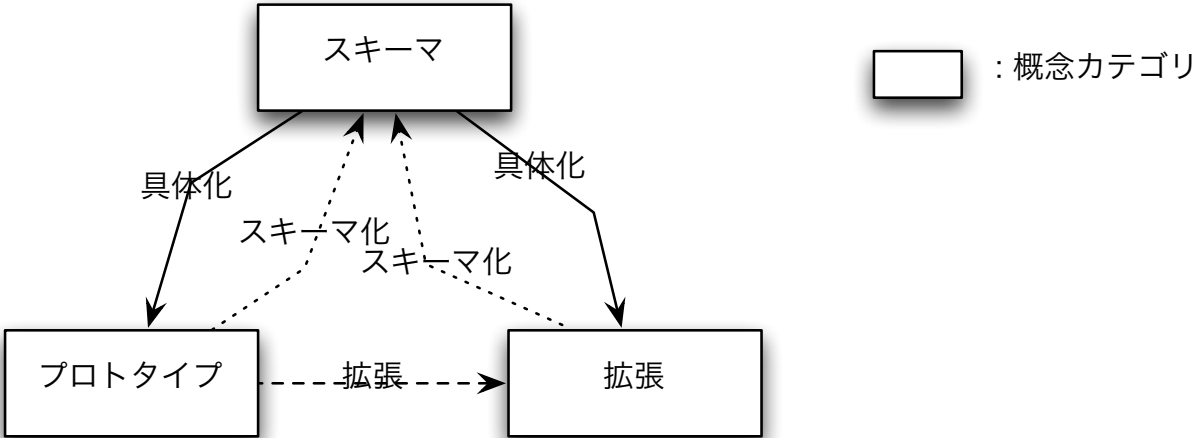 スキーマ
: 概念カテゴリ
具体化
具体化
スキーマ化
スキーマ化
プロトタイプ
拡張
拡張